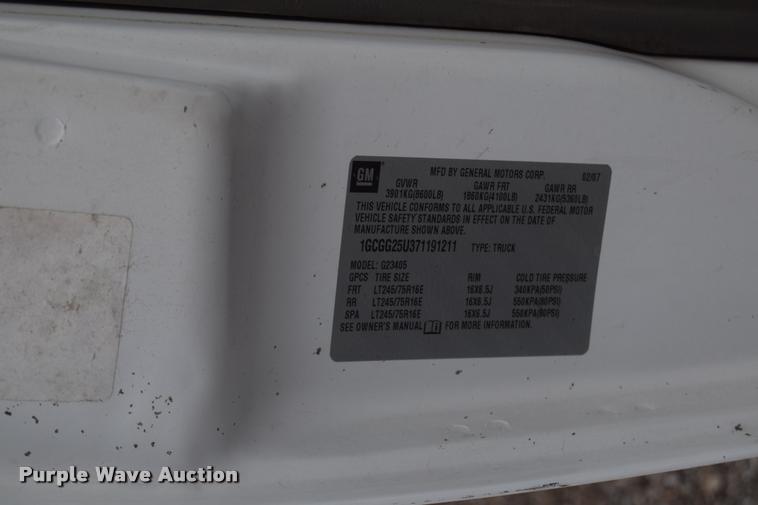 GM
MFD BY GENERAL MOTORS CORP. 02/07
GVWR GAWR FRT GAWR RR
3901KG(8600LB) 1860KG(4100LB) 2431KG(5360LB)
THIS VEHICLE CONFORMS TO ALL APPLICABLE U.S. FEDERAL MOTOR
VEHICLE SAFETY STANDARDS IN EFFECT ON THE DATE OF
MANUFACTURE SHOWN ABOVE.
1GCGG25U371191211 TYPE: TRUCK
MODEL: G23405
GPCS TIRE SIZE RIM COLD TIRE PRESSURE
FRT LT245/75R16E 16X6.5J 340KPA(50PSI)
RR LT245/75R16E 16X6.5J 550KPA(80PSI)
SPA LT245/75R16E 16X6.5J 550KPA(80PSI)
SEE OWNER'S MANUAL FOR MORE INFORMATION.
Purple Wave Auction